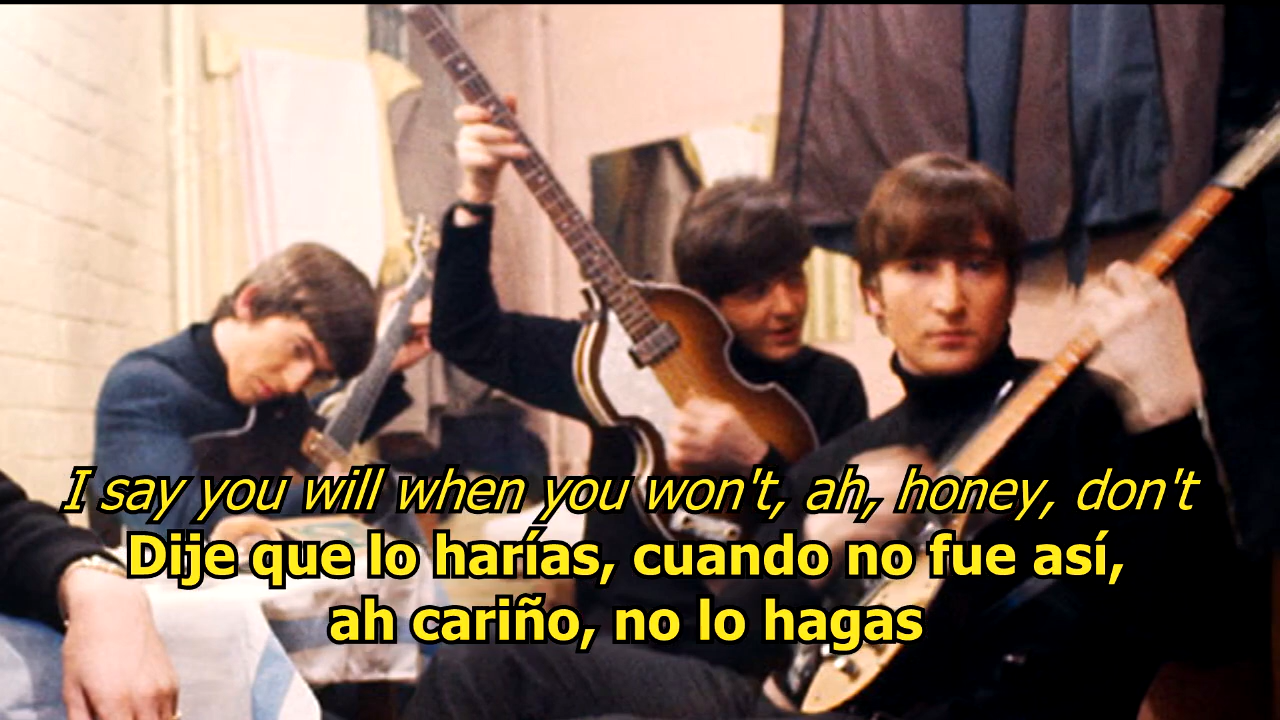 I say you will when you won't, ah, honey, don't
Dije que lo harías, cuando no fue así,
ah cariño, no lo hagas